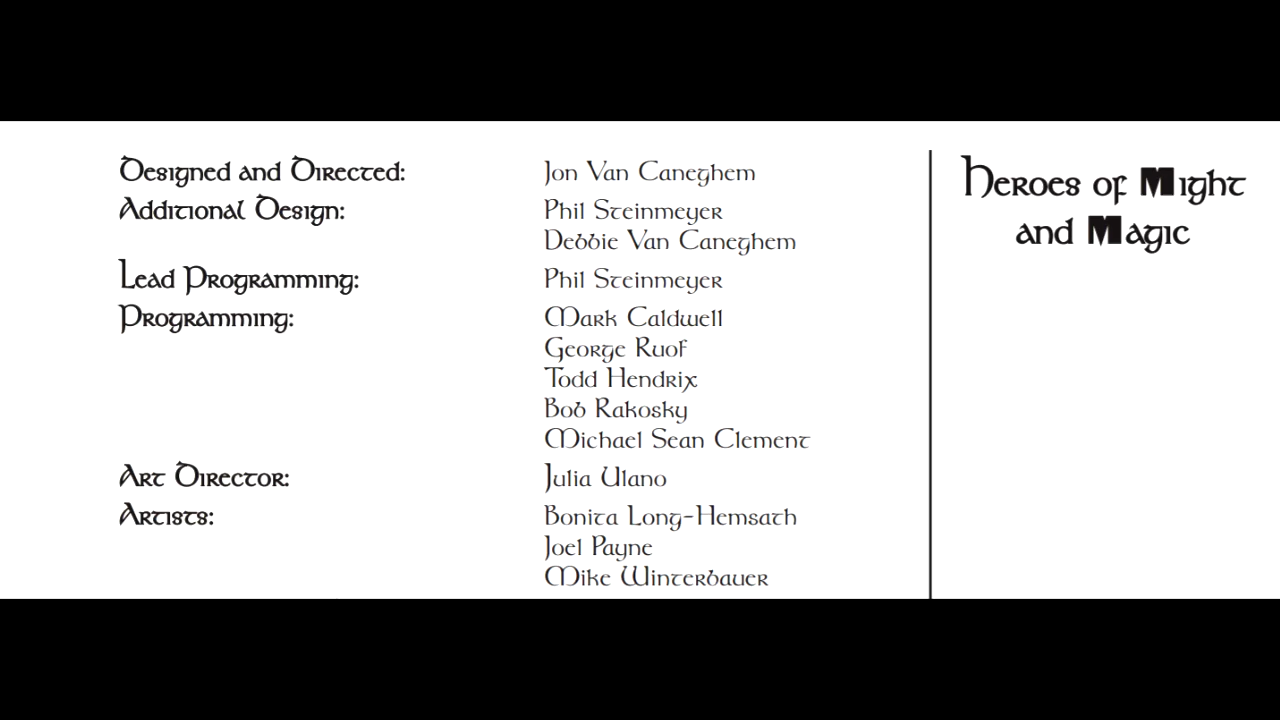 Designed and Directed: Jon Van Caneghem
Additional Design: Phil Steinmeyer
Debbie Van Caneghem
Lead Programming: Phil Steinmeyer
Programming: Mark Caldwell
George Ruof
Todd Hendrix
Bob Rakosky
Michael Sean Clement
Art Director: Julia Ulano
Artists: Bonita Long-Hemsath
Joel Payne
Mike Winterbauer
Heroes of Might
and Magic